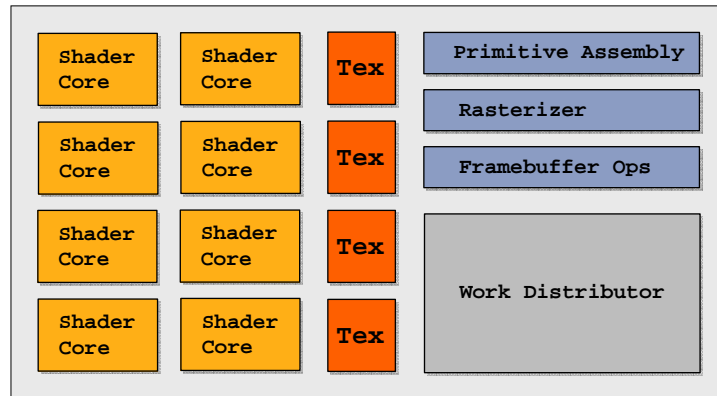 Shader
Core
Shader
Core
Tex
Primitive Assembly
Rasterizer
Shader
Core
Shader
Core
Tex
Framebuffer Ops
Shader
Core
Shader
Core
Tex
Work Distributor
Shader
Core
Shader
Core
Tex